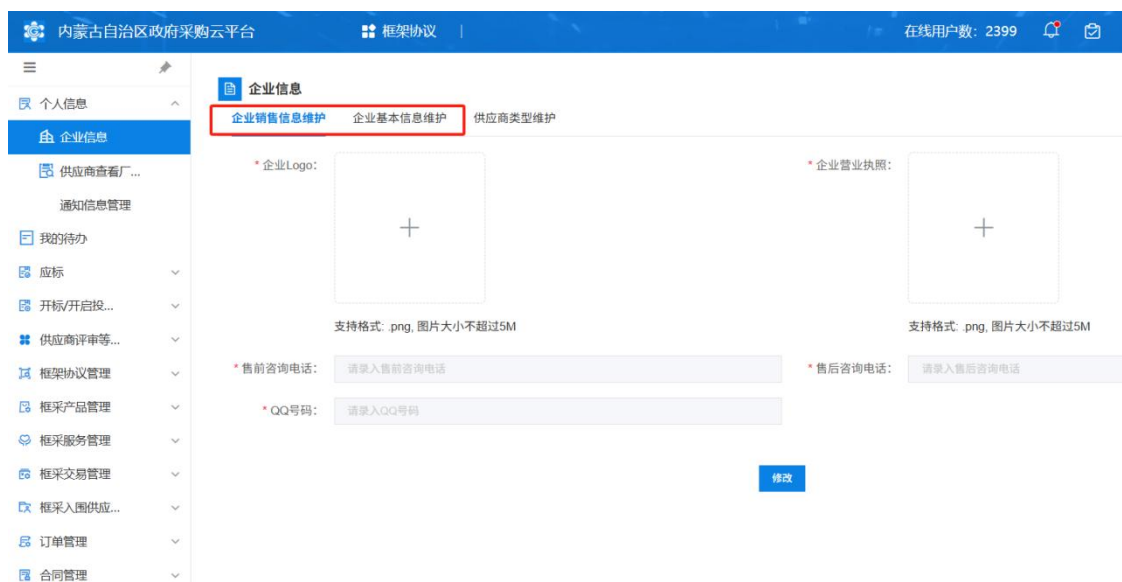 内蒙古自治区政府采购云平台 框架协议 在线用户数：2399
个人信息
企业信息
供应商查看厂...
通知信息管理
我的待办
应标
开标/开启投...
供应商评审等...
框架协议管理
框采产品管理
框采服务管理
框采交易管理
框采入围供应...
订单管理
合同管理
企业信息
企业销售信息维护 企业基本信息维护 供应商类型维护
*企业Logo： *企业营业执照：
支持格式: .png, 图片大小不超过5M 支持格式: .png, 图片大小不超过5M
*售前咨询电话： 请录入售前咨询电话 *售后咨询电话： 请录入售后咨询电话
*QQ号码： 请录入QQ号码
修改